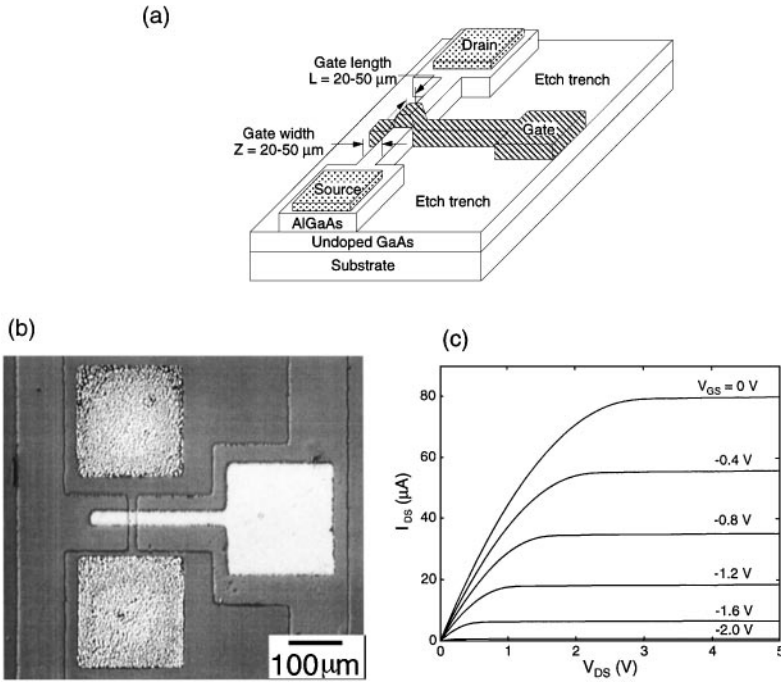 (a)
Drain
Gate length
L = 20-50 μm
Etch trench
Gate width
Z = 20-50 μm
Gate
Source
Etch trench
AlGaAs
Undoped GaAs
Substrate
(b)
100μm
(c)
80
60
40
20
0
I_DS (μA)
V_GS = 0 V
-0.4 V
-0.8 V
-1.2 V
-1.6 V
-2.0 V
0 1 2 3 4 5
V_DS (V)